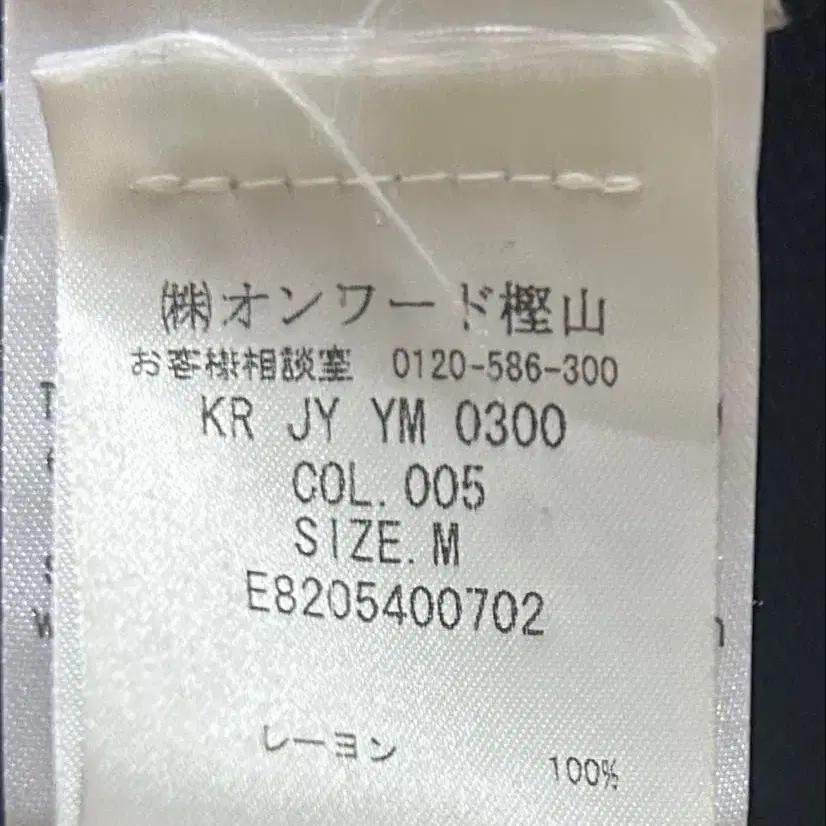 ㈱オンワード樫山
お客様相談室 0120-586-300
KR JY YM 0300
COL.005
SIZE.M
E8205400702
レーヨン 100%